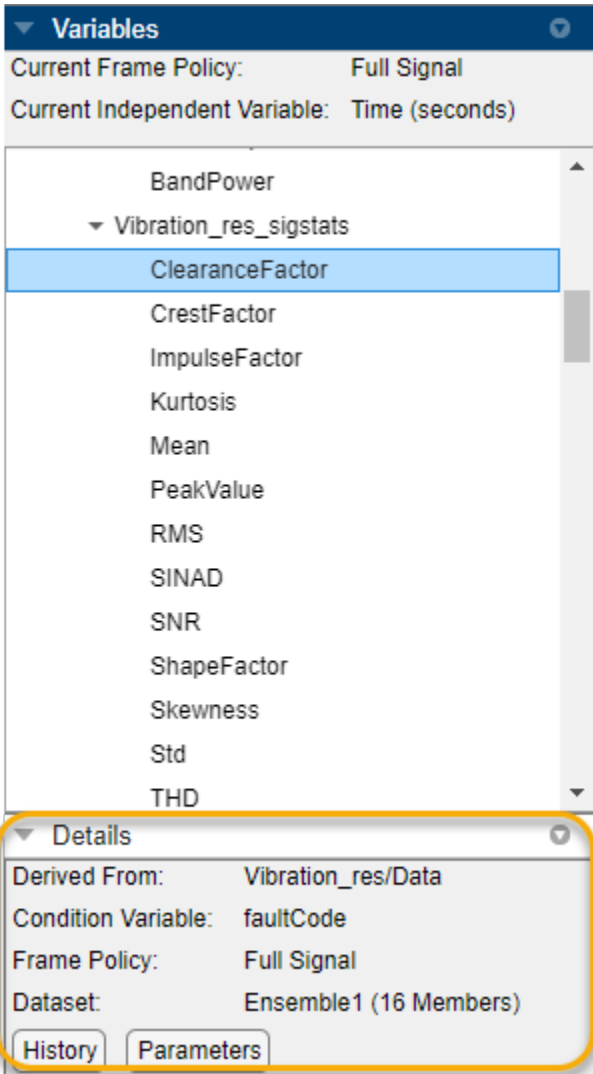 Variables
Current Frame Policy: Full Signal
Current Independent Variable: Time (seconds)
BandPower
Vibration_res_sigstats
ClearanceFactor
CrestFactor
ImpulseFactor
Kurtosis
Mean
PeakValue
RMS
SINAD
SNR
ShapeFactor
Skewness
Std
THD
Details
Derived From: Vibration_res/Data
Condition Variable: faultCode
Frame Policy: Full Signal
Dataset: Ensemble1 (16 Members)
History Parameters